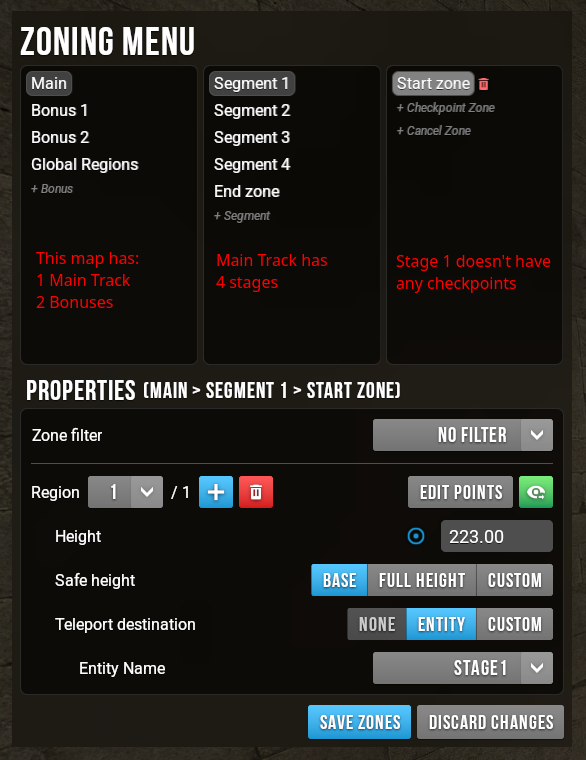 ZONING MENU
Main
Bonus 1
Bonus 2
Global Regions
+ Bonus
This map has:
1 Main Track
2 Bonuses
Segment 1
Segment 2
Segment 3
Segment 4
End zone
+ Segment
Main Track has
4 stages
Start zone
+ Checkpoint Zone
+ Cancel Zone
Stage 1 doesn't have
any checkpoints
PROPERTIES (MAIN > SEGMENT 1 > START ZONE)
Zone filter NO FILTER
Region 1 / 1 EDIT POINTS
Height 223.00
Safe height BASE FULL HEIGHT CUSTOM
Teleport destination NONE ENTITY CUSTOM
Entity Name STAGE1
SAVE ZONES DISCARD CHANGES